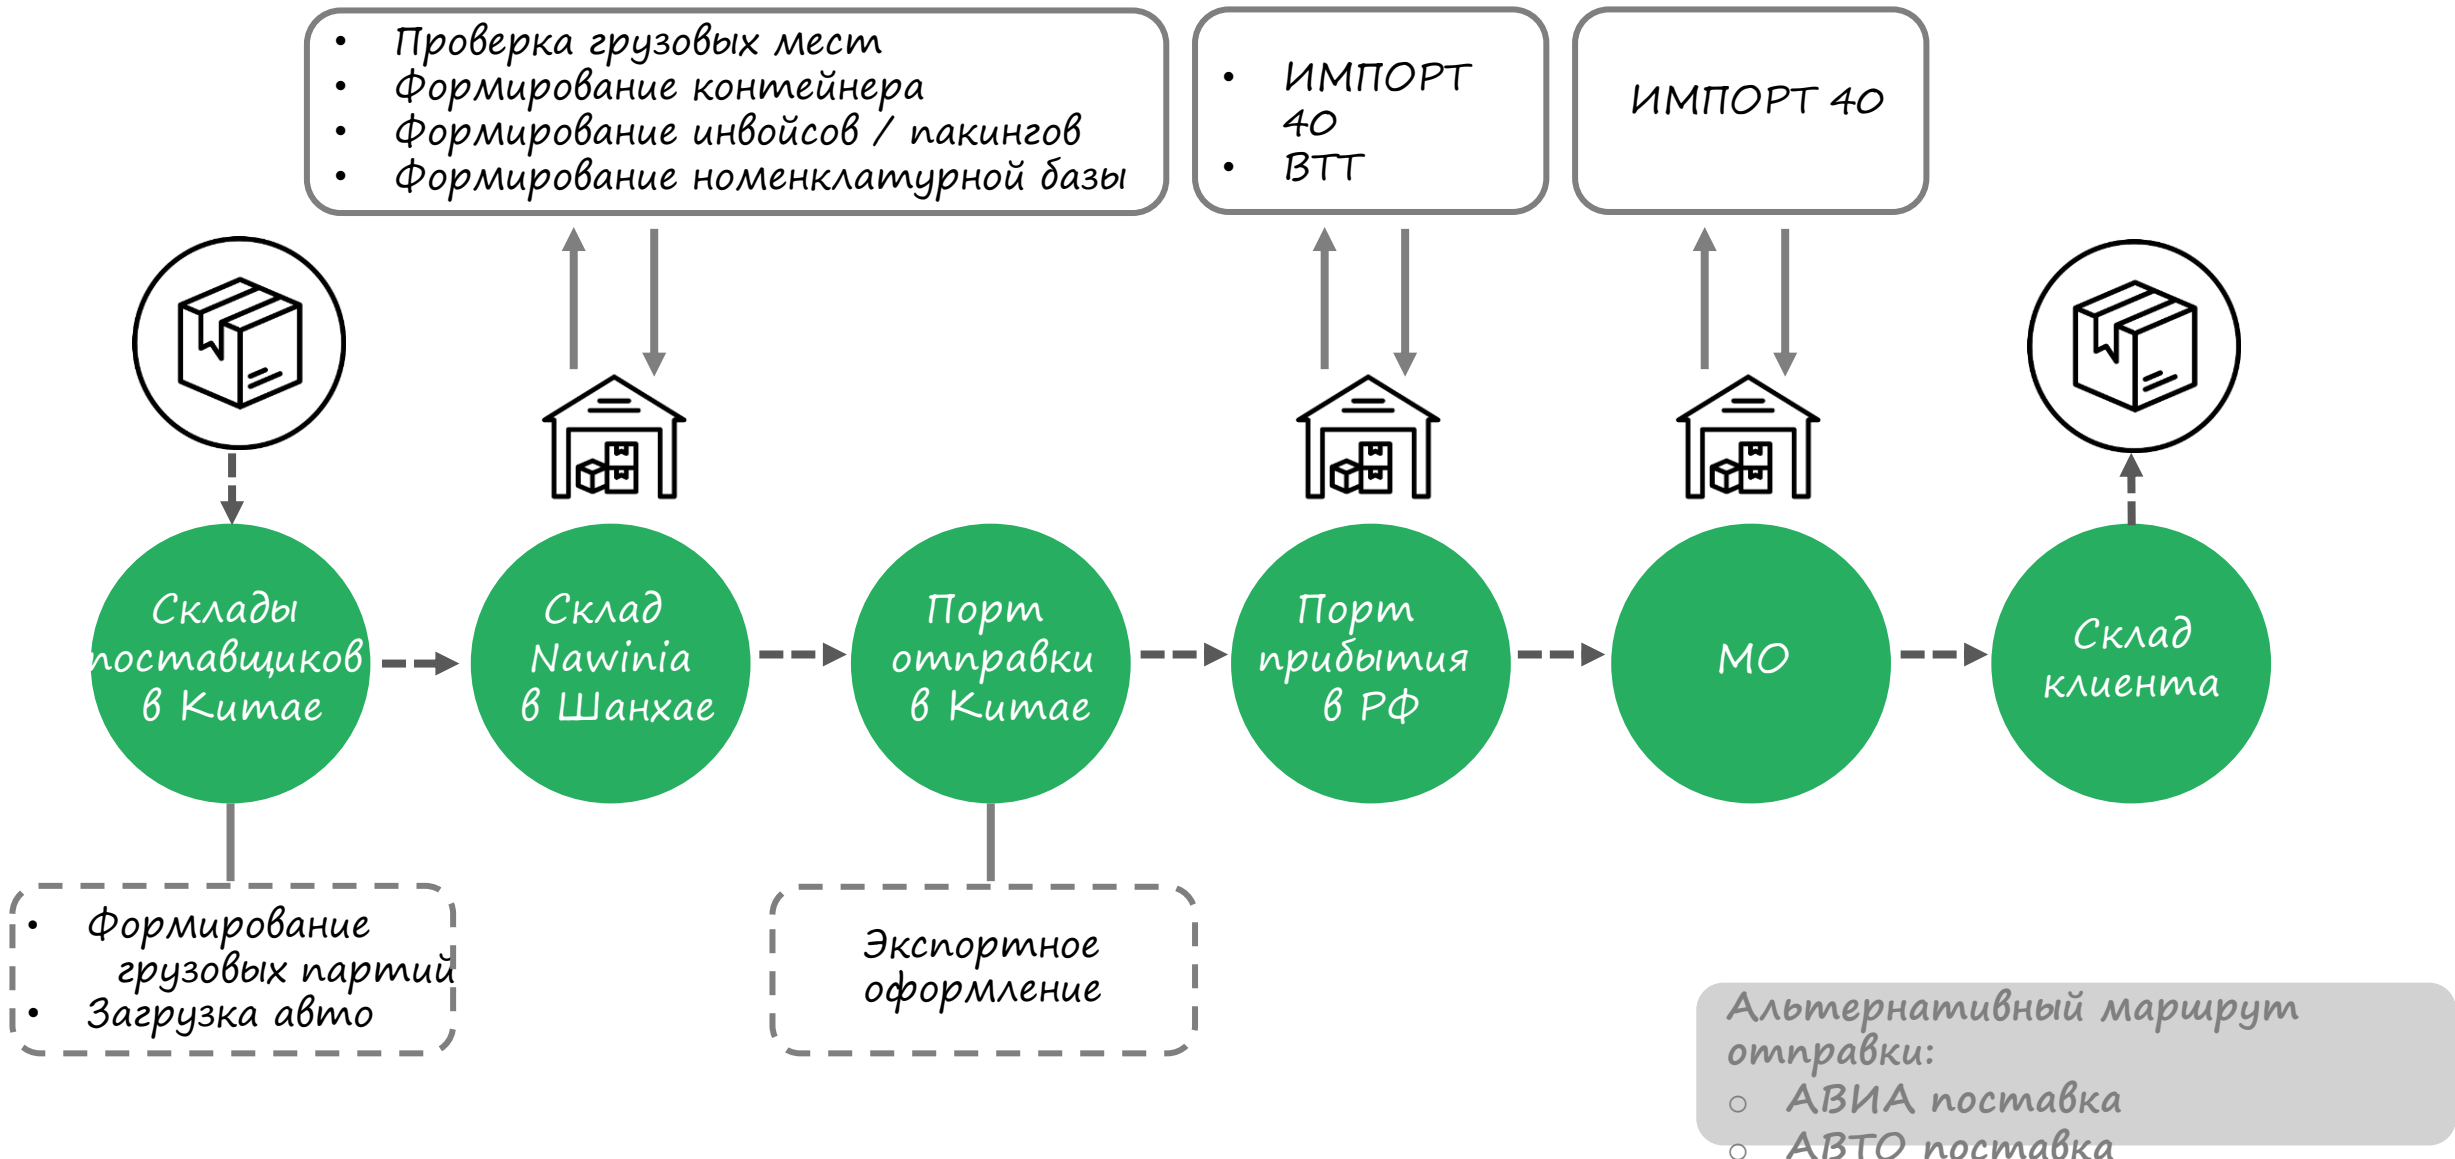 • Проверка грузовых мест
• Формирование контейнера
• Формирование инвойсов / пакингов
• Формирование номенклатурной базы
• ИМПОРТ
40
• ВТТ
ИМПОРТ 40
Склады
поставщиков
в Китае
Склад
Nawinia
в Шанхае
Порт
отправки
в Китае
Порт
прибытия
в РФ
МО
Склад
клиента
• Формирование
грузовых партий
• Загрузка авто
Экспортное
оформление
Альтернативный маршрут
отправки:
○ АВИА поставка
○ АВТО поставка